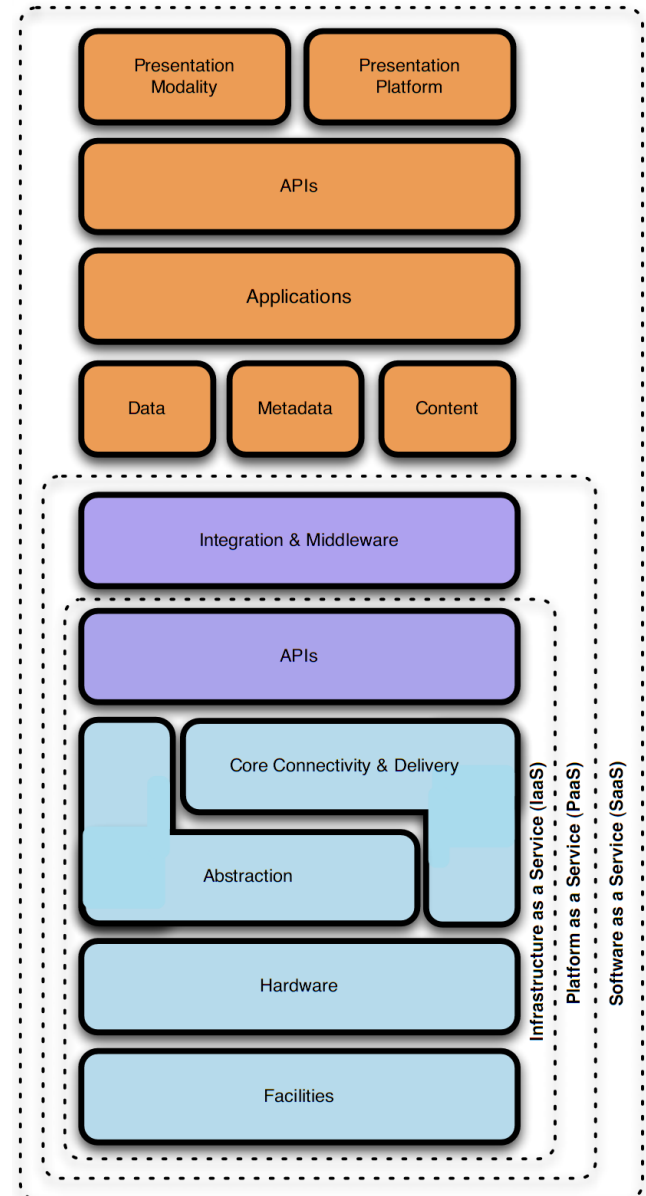 Presentation
Modality
Presentation
Platform
APIs
Applications
Data
Metadata
Content
Integration & Middleware
APIs
Core Connectivity & Delivery
Abstraction
Hardware
Facilities
Infrastructure as a Service (IaaS)
Platform as a Service (PaaS)
Software as a Service (SaaS)